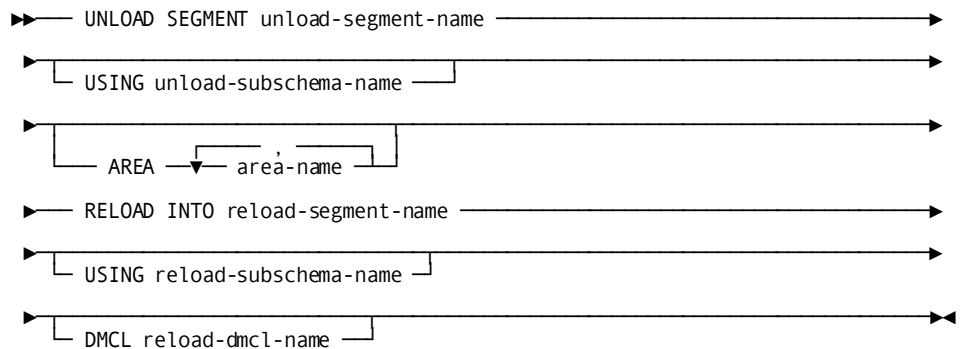 UNLOAD SEGMENT unload-segment-name
USING unload-subschema-name
,
AREA area-name
RELOAD INTO reload-segment-name
USING reload-subschema-name
DMCL reload-dmcl-name